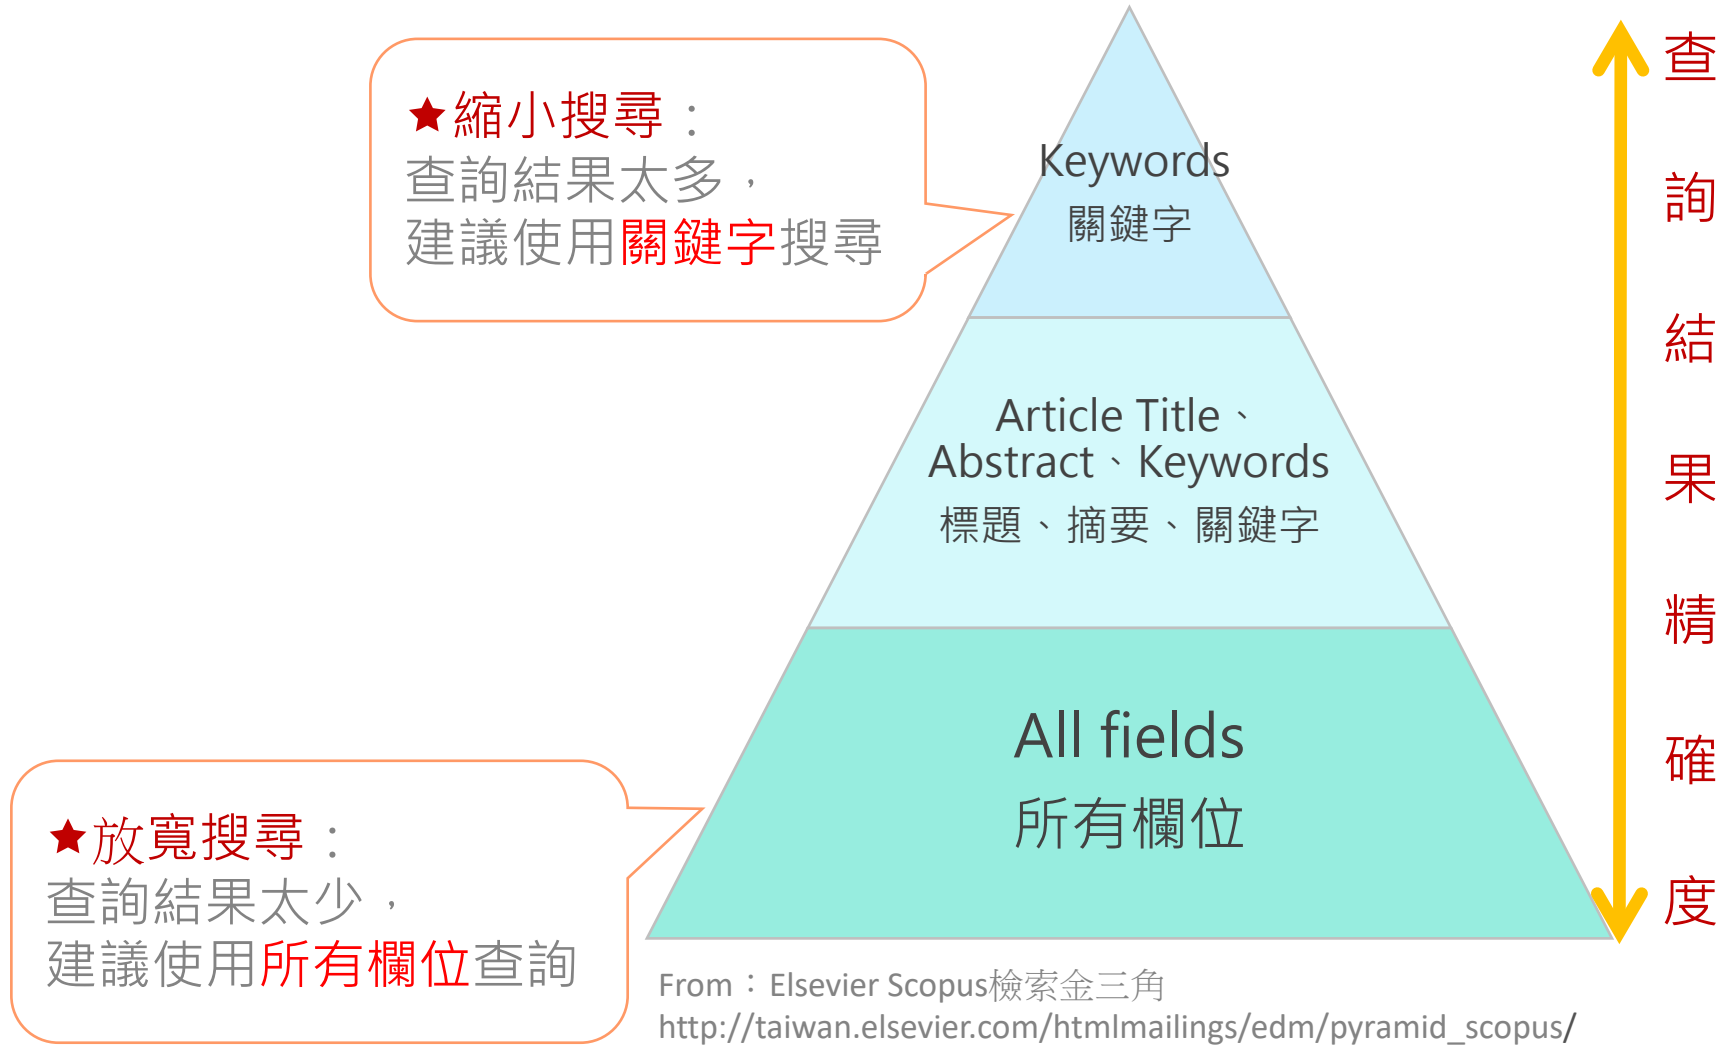 ★縮小搜尋：
查詢結果太多，
建議使用關鍵字搜尋
Keywords
關鍵字
Article Title、
Abstract、Keywords
標題、摘要、關鍵字
All fields
所有欄位
★放寬搜尋：
查詢結果太少，
建議使用所有欄位查詢
查
詢
結
果
精
確
度
From：Elsevier Scopus檢索金三角
http://taiwan.elsevier.com/htmlmailings/edm/pyramid_scopus/